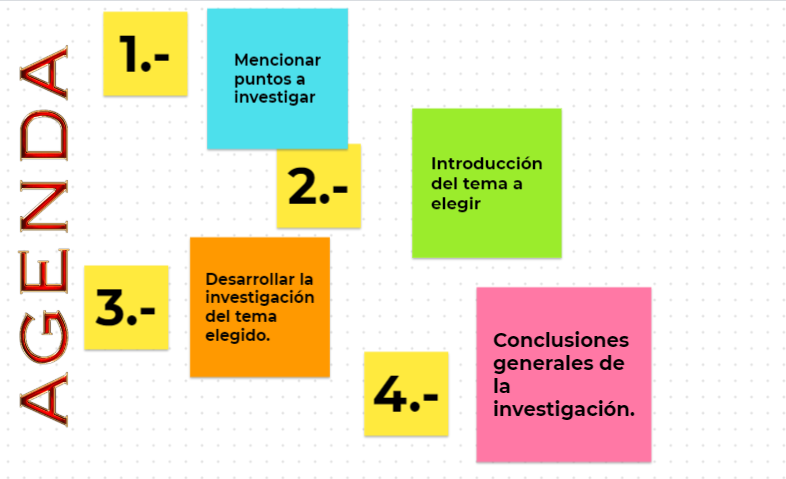 AGENDA
1.-
Mencionar
puntos a
investigar
2.-
Introducción
del tema a
elegir
3.-
Desarrollar la
investigación
del tema
elegido.
4.-
Conclusiones
generales de
la
investigación.